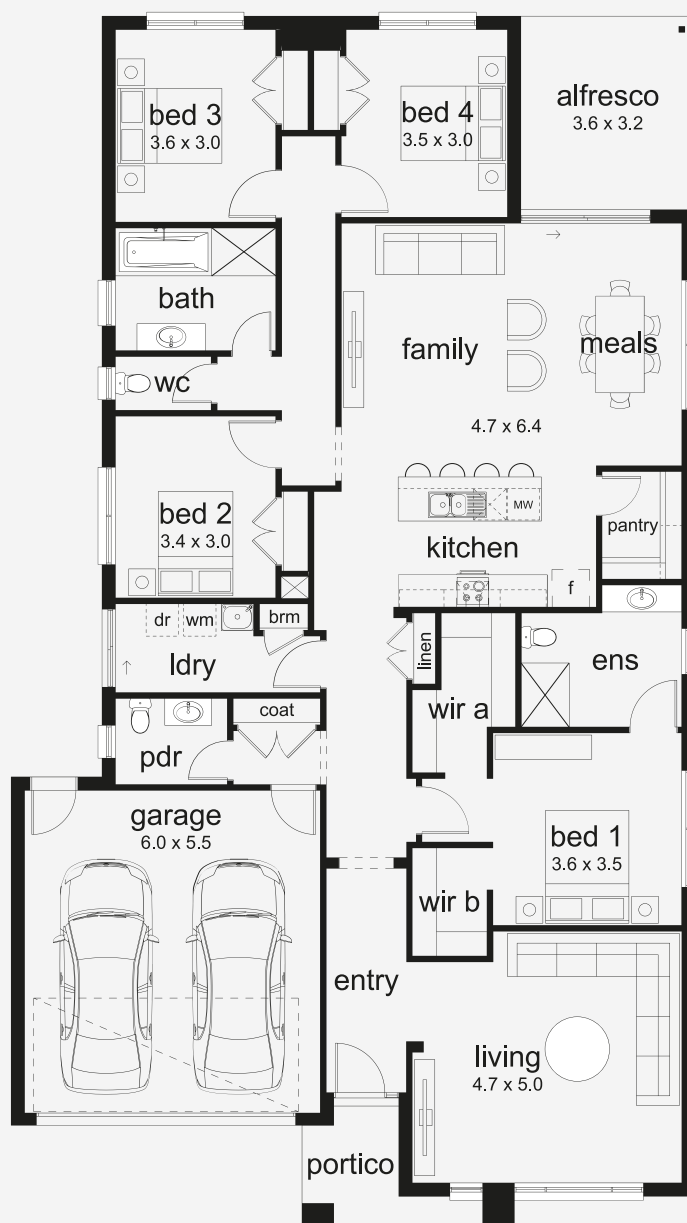 bed 3
3.6 x 3.0
bed 4
3.5 x 3.0
alfresco
3.6 x 3.2
bath
family
meals
wc
4.7 x 6.4
bed 2
3.4 x 3.0
MW
pantry
kitchen
f
dr
wm
brm
ldry
linen
ens
wir a
coat
pdr
garage
6.0 x 5.5
bed 1
3.6 x 3.5
wir b
entry
living
4.7 x 5.0
portico